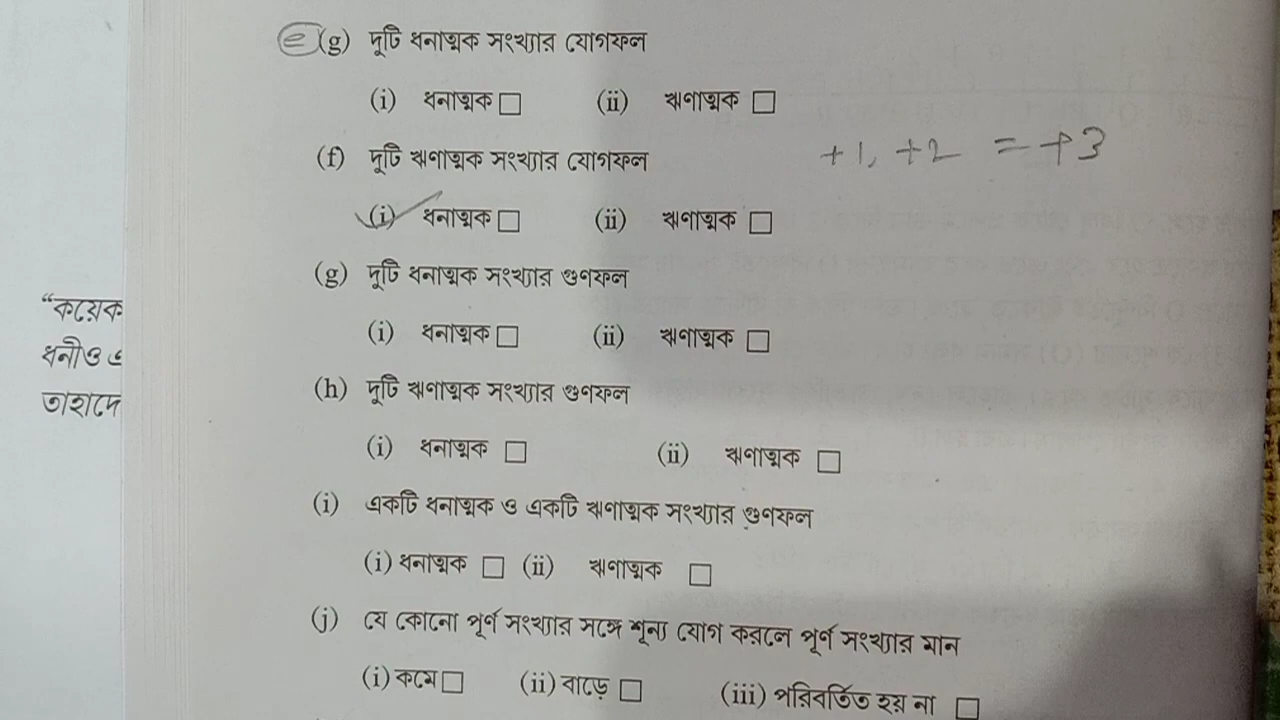 e (g) দুটি ধনাত্মক সংখ্যার যোগফল
(i) ধনাত্মক □ (ii) ঋণাত্মক □
+1, +2 = +3
(f) দুটি ঋণাত্মক সংখ্যার যোগফল
(i) ধনাত্মক □ (ii) ঋণাত্মক □
(g) দুটি ধনাত্মক সংখ্যার গুণফল
(i) ধনাত্মক □ (ii) ঋণাত্মক □
(h) দুটি ঋণাত্মক সংখ্যার গুণফল
(i) ধনাত্মক □ (ii) ঋণাত্মক □
(i) একটি ধনাত্মক ও একটি ঋণাত্মক সংখ্যার গুণফল
(i) ধনাত্মক □ (ii) ঋণাত্মক □
(j) যে কোনো পূর্ণ সংখ্যার সঙ্গে শূন্য যোগ করলে পূর্ণ সংখ্যার মান
(i) কমে □ (ii) বাড়ে □ (iii) পরিবর্তিত হয় না □
“কয়েক
ধনীও
তাহাদে